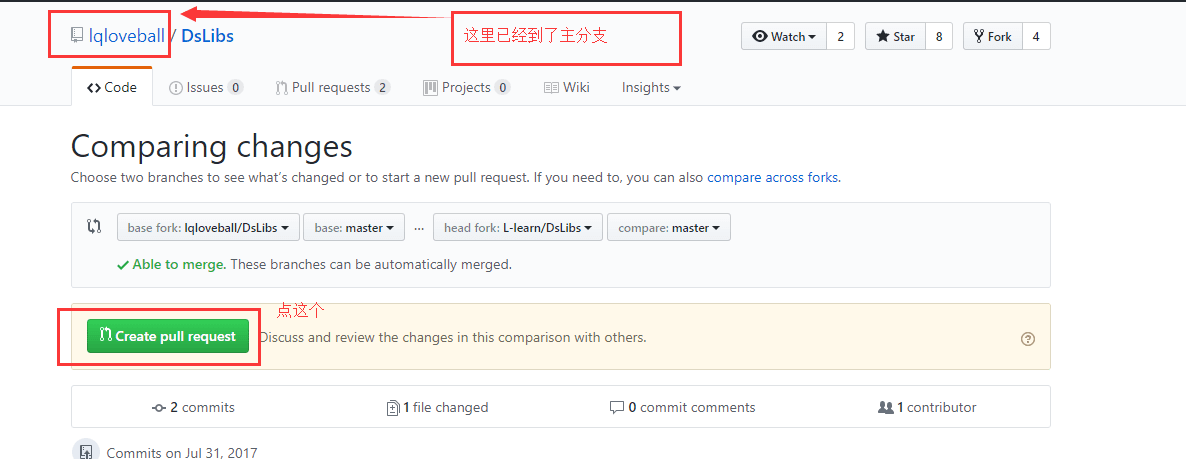 lqloveball / DsLibs
这里已经到了主分支
Watch 2 Star 8 Fork 4
Code Issues 0 Pull requests 2 Projects 0 Wiki Insights
Comparing changes
Choose two branches to see what's changed or to start a new pull request. If you need to, you can also compare across forks.
base fork: lqloveball/DsLibs base: master ... head fork: L-learn/DsLibs compare: master
Able to merge. These branches can be automatically merged.
点这个
Create pull request Discuss and review the changes in this comparison with others.
2 commits 1 file changed 0 commit comments 1 contributor
Commits on Jul 31, 2017